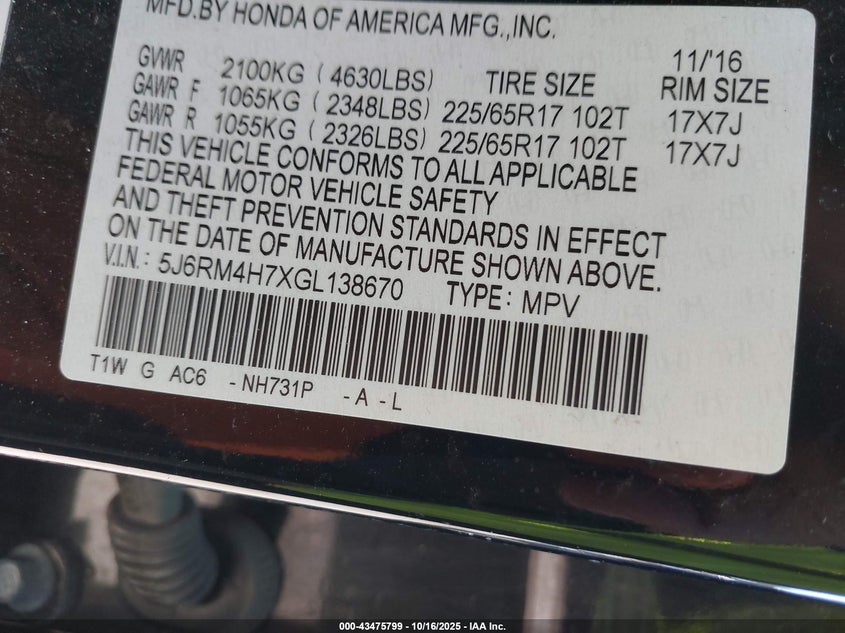 MFD.BY HONDA OF AMERICA MFG.,INC.
11/'16
GVWR 2100KG ( 4630LBS) TIRE SIZE RIM SIZE
GAWR F 1065KG ( 2348LBS) 225/65R17 102T 17X7J
GAWR R 1055KG ( 2326LBS) 225/65R17 102T 17X7J
THIS VEHICLE CONFORMS TO ALL APPLICABLE
FEDERAL MOTOR VEHICLE SAFETY
AND THEFT PREVENTION STANDARDS IN EFFECT
ON THE DATE OF MANUFACTURE SHOWN ABOVE.
V.I.N.: 5J6RM4H7XGL138670 TYPE: MPV
T1W G AC6 -NH731P -A -L
000-43475799 - 10/16/2025 - IAA Inc.